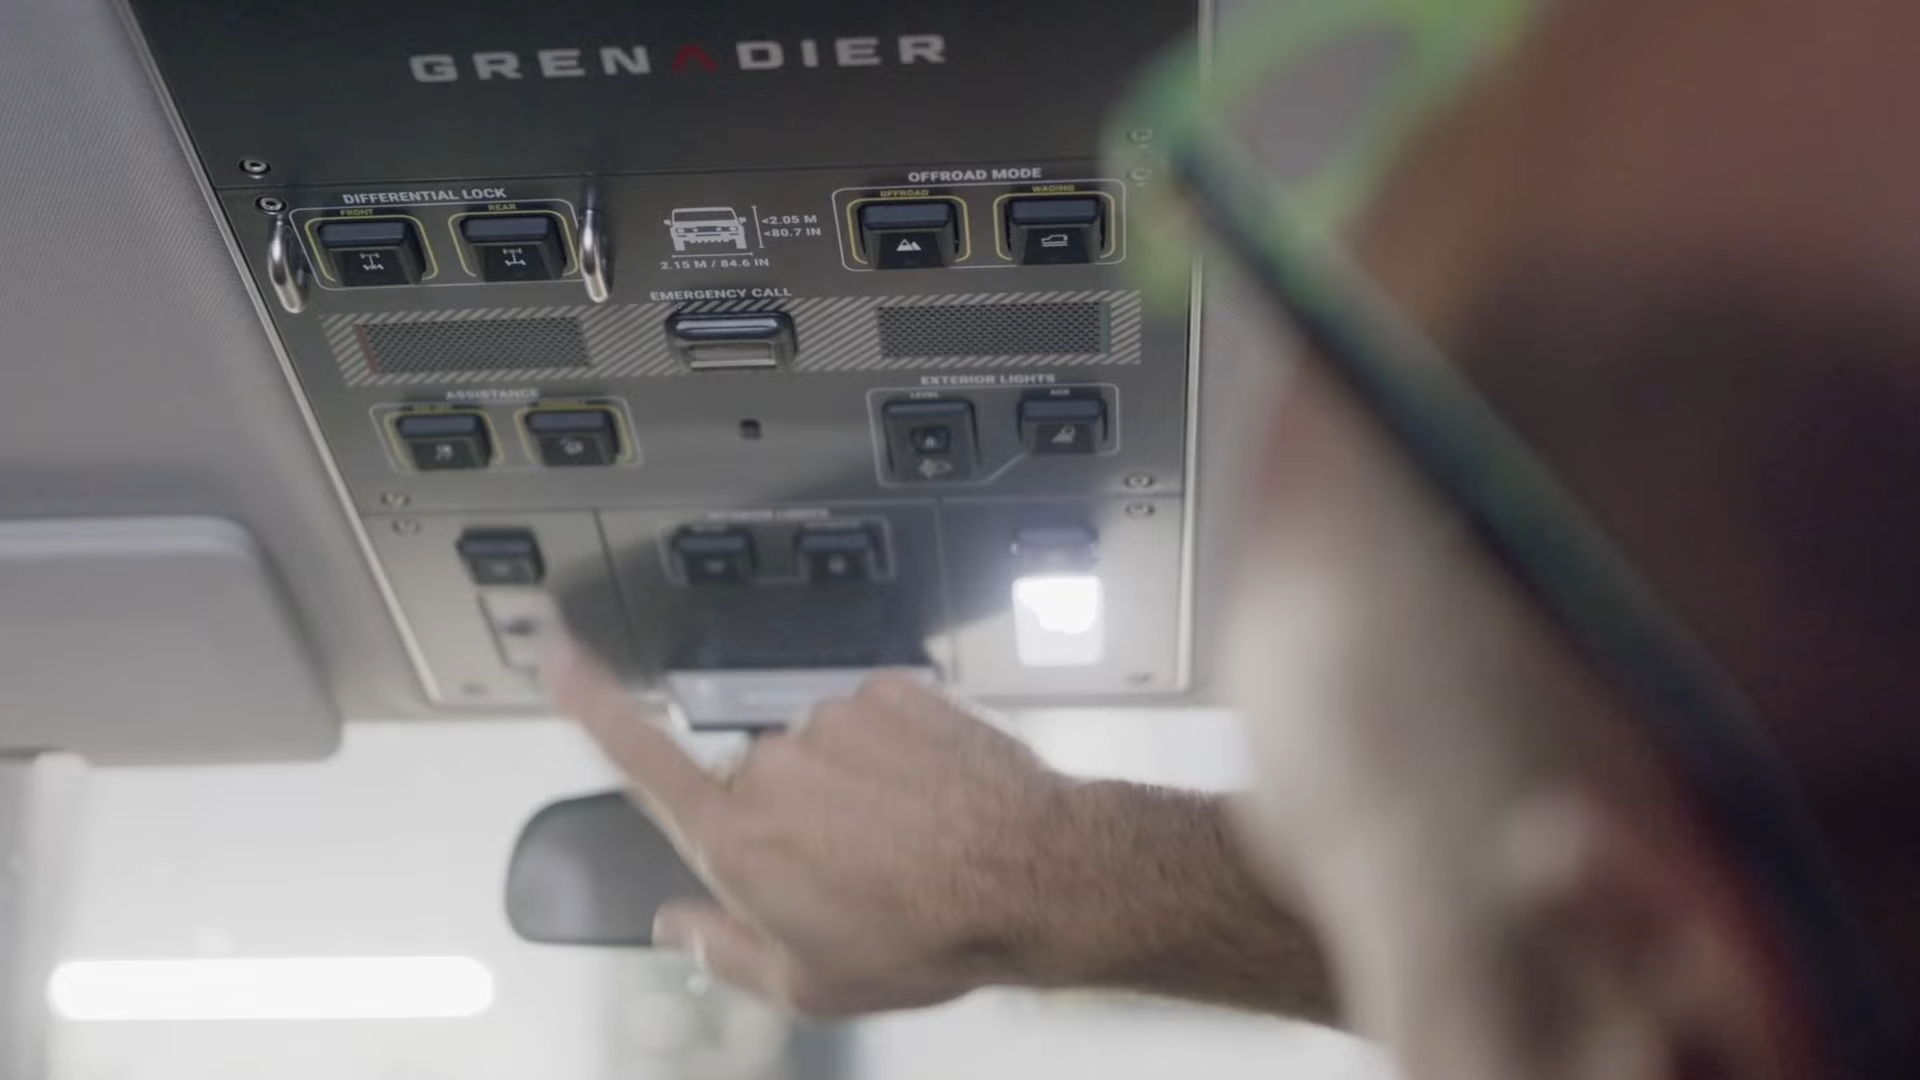 GRENADIER
DIFFERENTIAL LOCK
FRONT
REAR
<2.05 M
<80.7 IN
2.15 M / 84.6 IN
OFFROAD MODE
OFFROAD
WADING
EMERGENCY CALL
ASSISTANCE
EXTERIOR LIGHTS
LEVEL
AUX